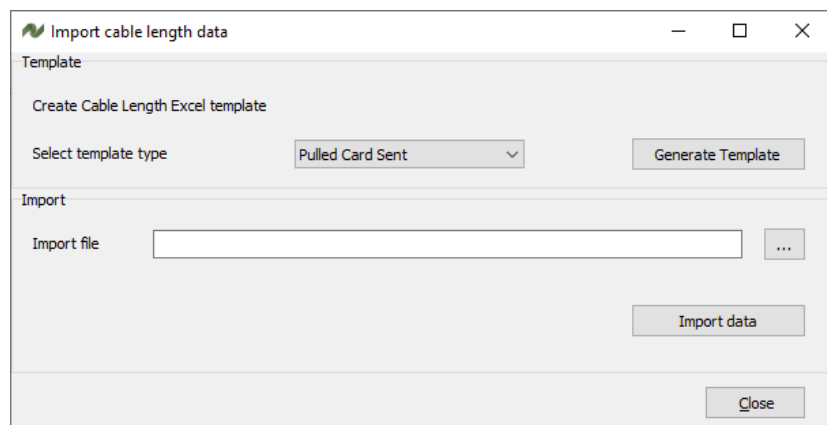 Import cable length data
Template
Create Cable Length Excel template
Select template type
Pulled Card Sent
Generate Template
Import
Import file
...
Import data
Close